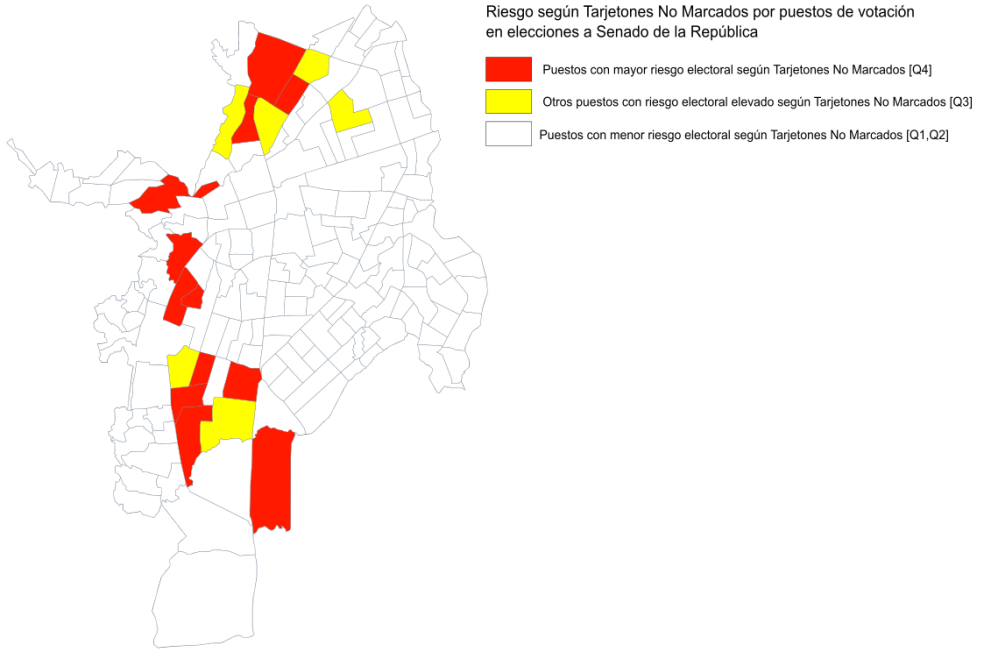 Riesgo según Tarjetones No Marcados por puestos de votación
en elecciones a Senado de la República
Puestos con mayor riesgo electoral según Tarjetones No Marcados [Q4]
Otros puestos con riesgo electoral elevado según Tarjetones No Marcados [Q3]
Puestos con menor riesgo electoral según Tarjetones No Marcados [Q1,Q2]